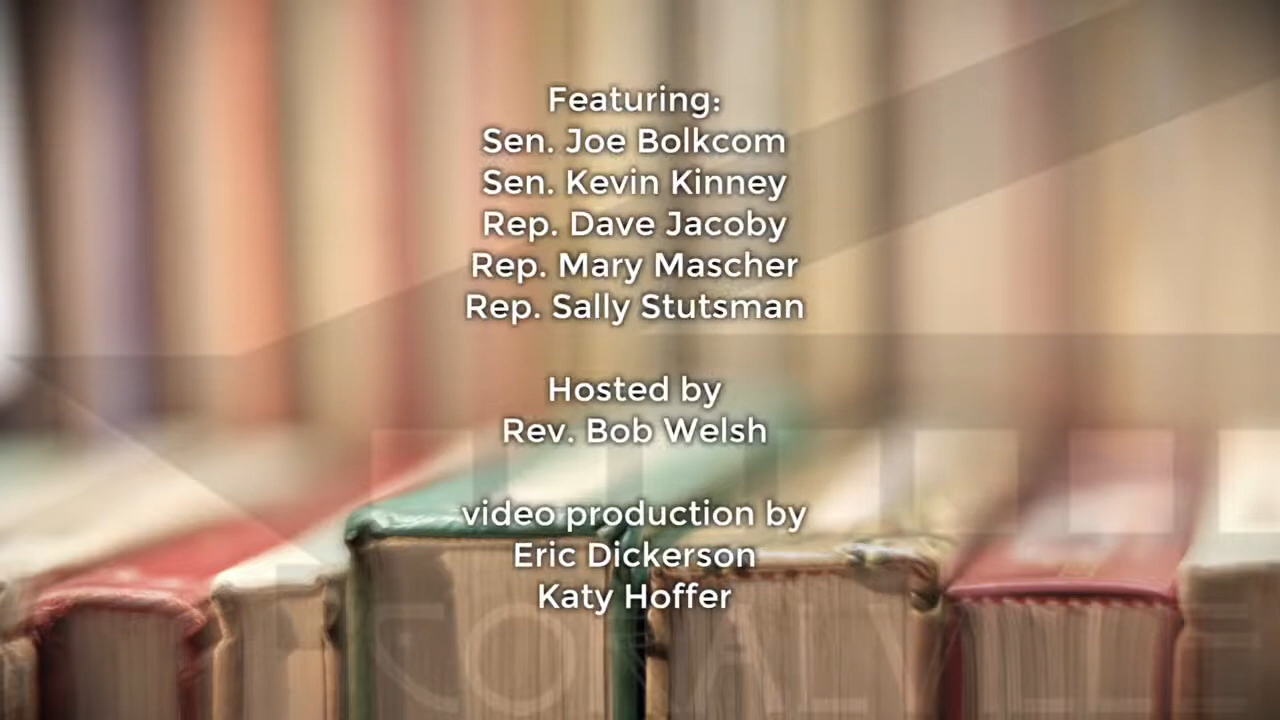 Featuring:
Sen. Joe Bolkcom
Sen. Kevin Kinney
Rep. Dave Jacoby
Rep. Mary Mascher
Rep. Sally Stutsman
Hosted by
Rev. Bob Welsh
video production by
Eric Dickerson
Katy Hoffer
CORALVILLE